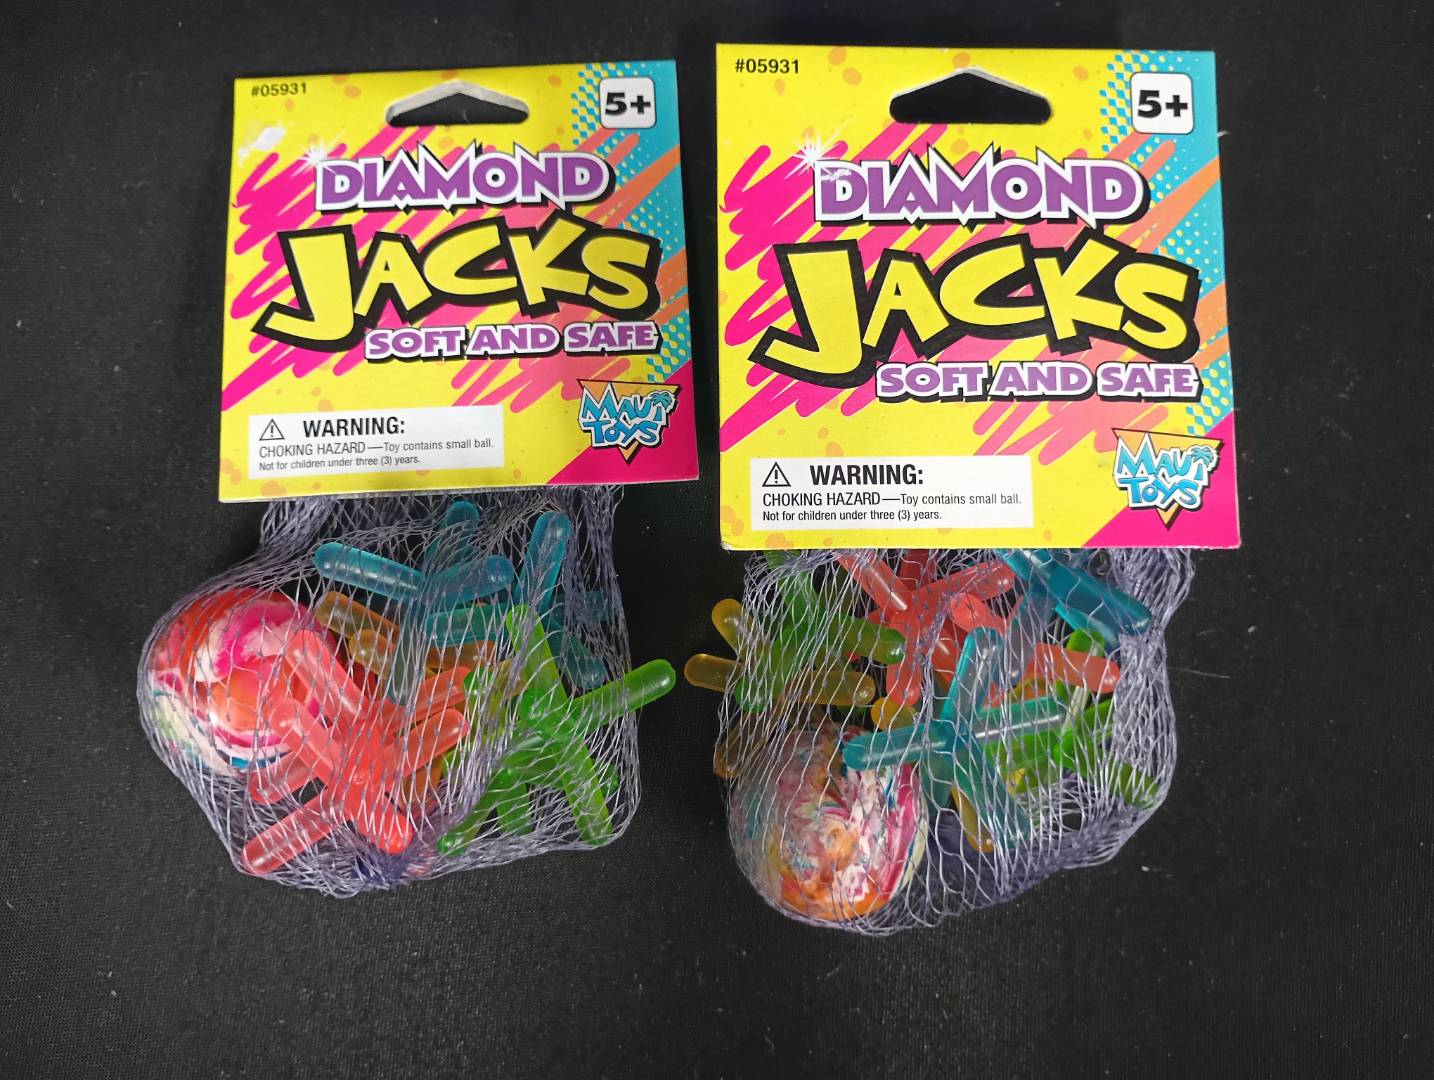 #05931
5+
DIAMOND
JACKS
SOFT AND SAFE
WARNING:
CHOKING HAZARD—Toy contains small ball.
Not for children under three (3) years.
MAUI
TOYS
#05931
5+
DIAMOND
JACKS
SOFT AND SAFE
WARNING:
CHOKING HAZARD—Toy contains small ball.
Not for children under three (3) years.
MAUI
TOYS